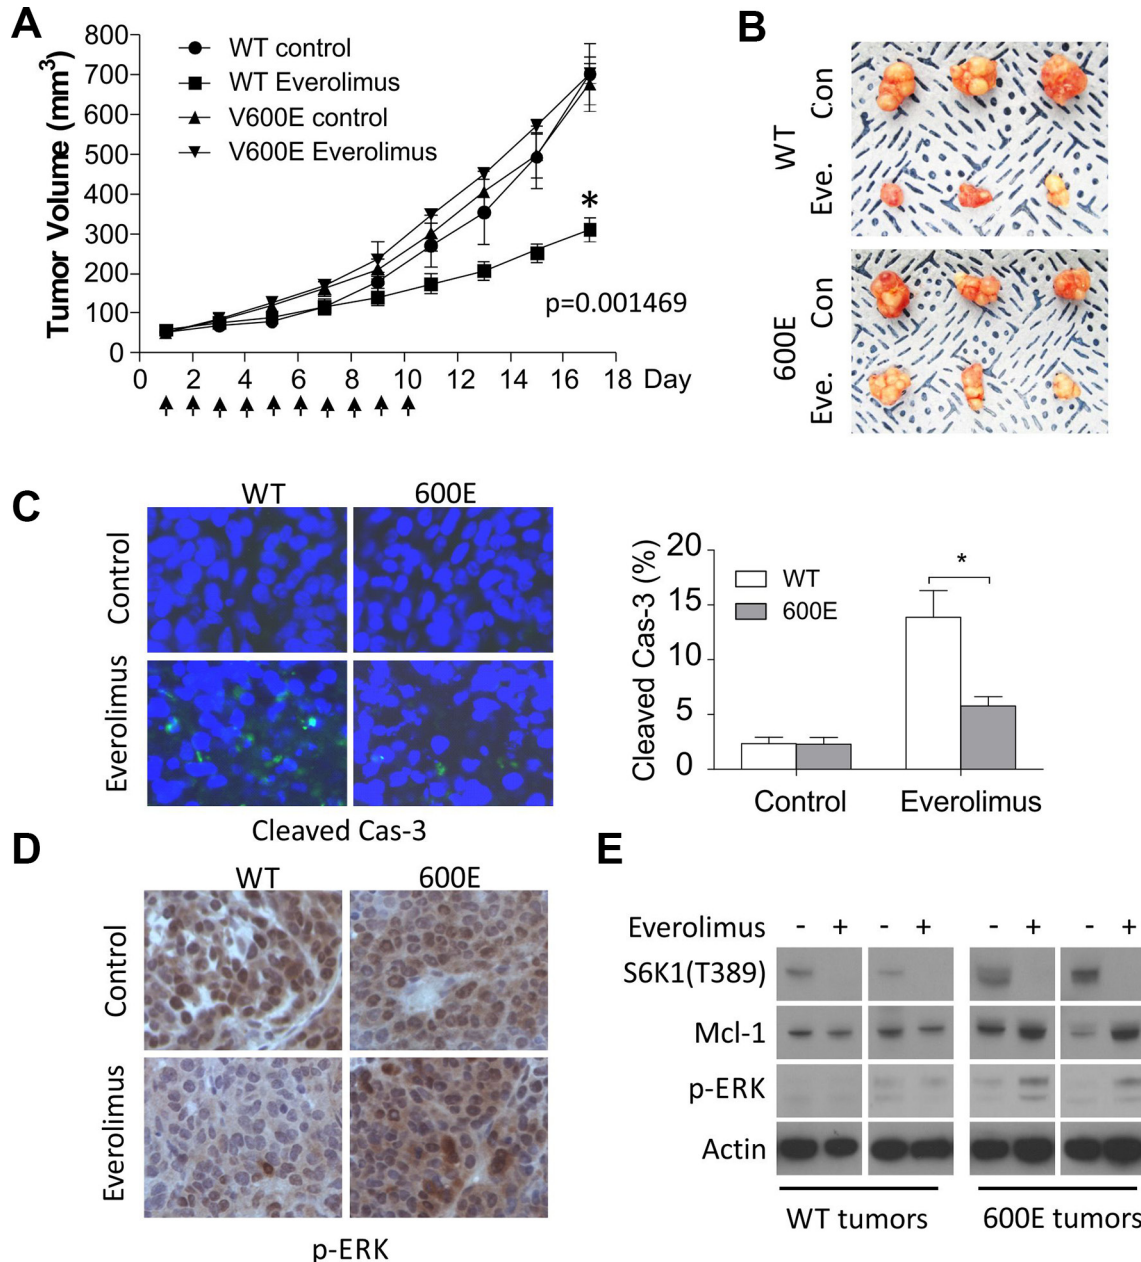 A
Tumor Volume (mm³)
800
700
600
500
400
300
200
100
0
WT control
WT Everolimus
V600E control
V600E Everolimus
*
p=0.001469
0 2 4 6 8 10 12 14 16 18 Day
B
WT
Con
Eve.
600E
Con
Eve.
C
WT 600E
Control
Everolimus
Cleaved Cas-3
Cleaved Cas-3 (%)
20
15
10
5
0
WT
600E
*
Control Everolimus
D
WT 600E
Control
Everolimus
p-ERK
E
Everolimus - + - + - + - +
S6K1(T389)
Mcl-1
p-ERK
Actin
WT tumors 600E tumors